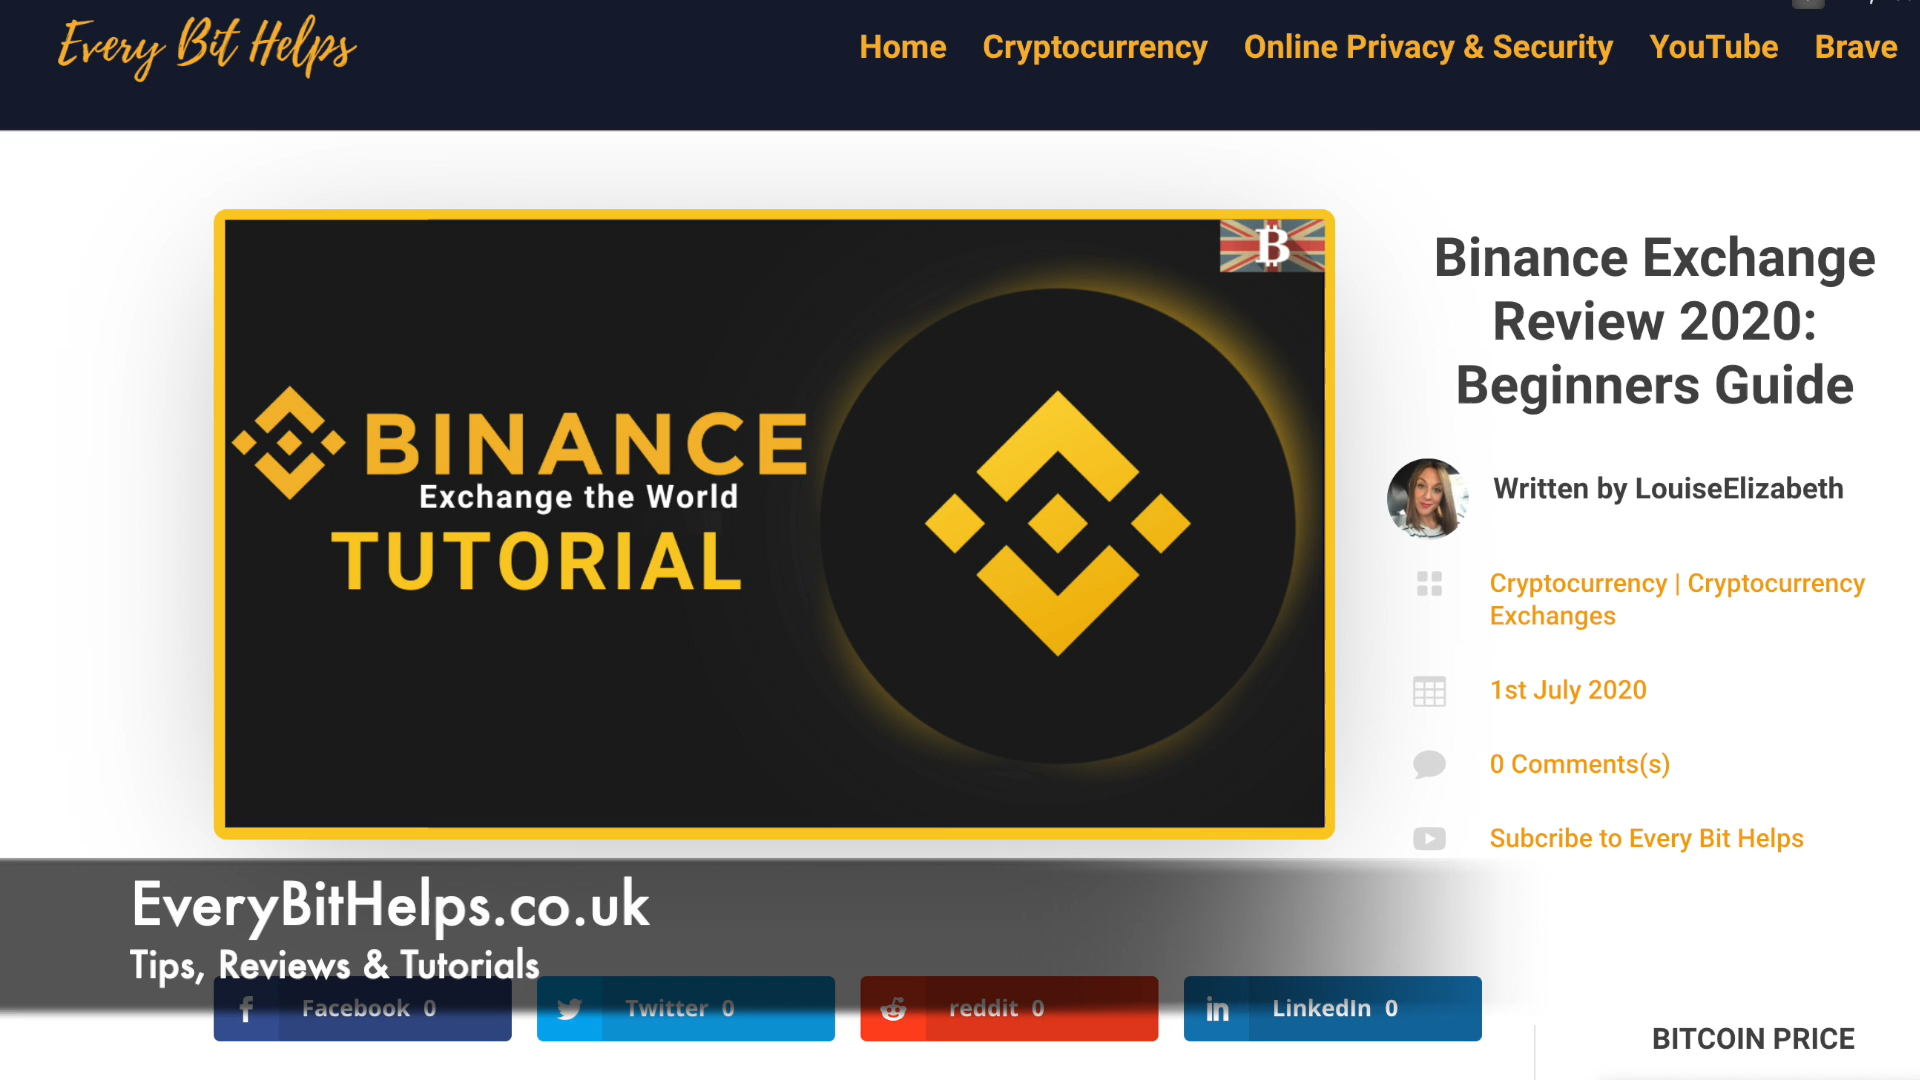 Every Bit Helps
Home Cryptocurrency Online Privacy & Security YouTube Brave
BINANCE
Exchange the World
TUTORIAL
Binance Exchange
Review 2020:
Beginners Guide
Written by LouiseElizabeth
Cryptocurrency | Cryptocurrency
Exchanges
1st July 2020
0 Comments(s)
Subcribe to Every Bit Helps
EveryBitHelps.co.uk
Tips, Reviews & Tutorials
Facebook 0
Twitter 0
reddit 0
LinkedIn 0
BITCOIN PRICE